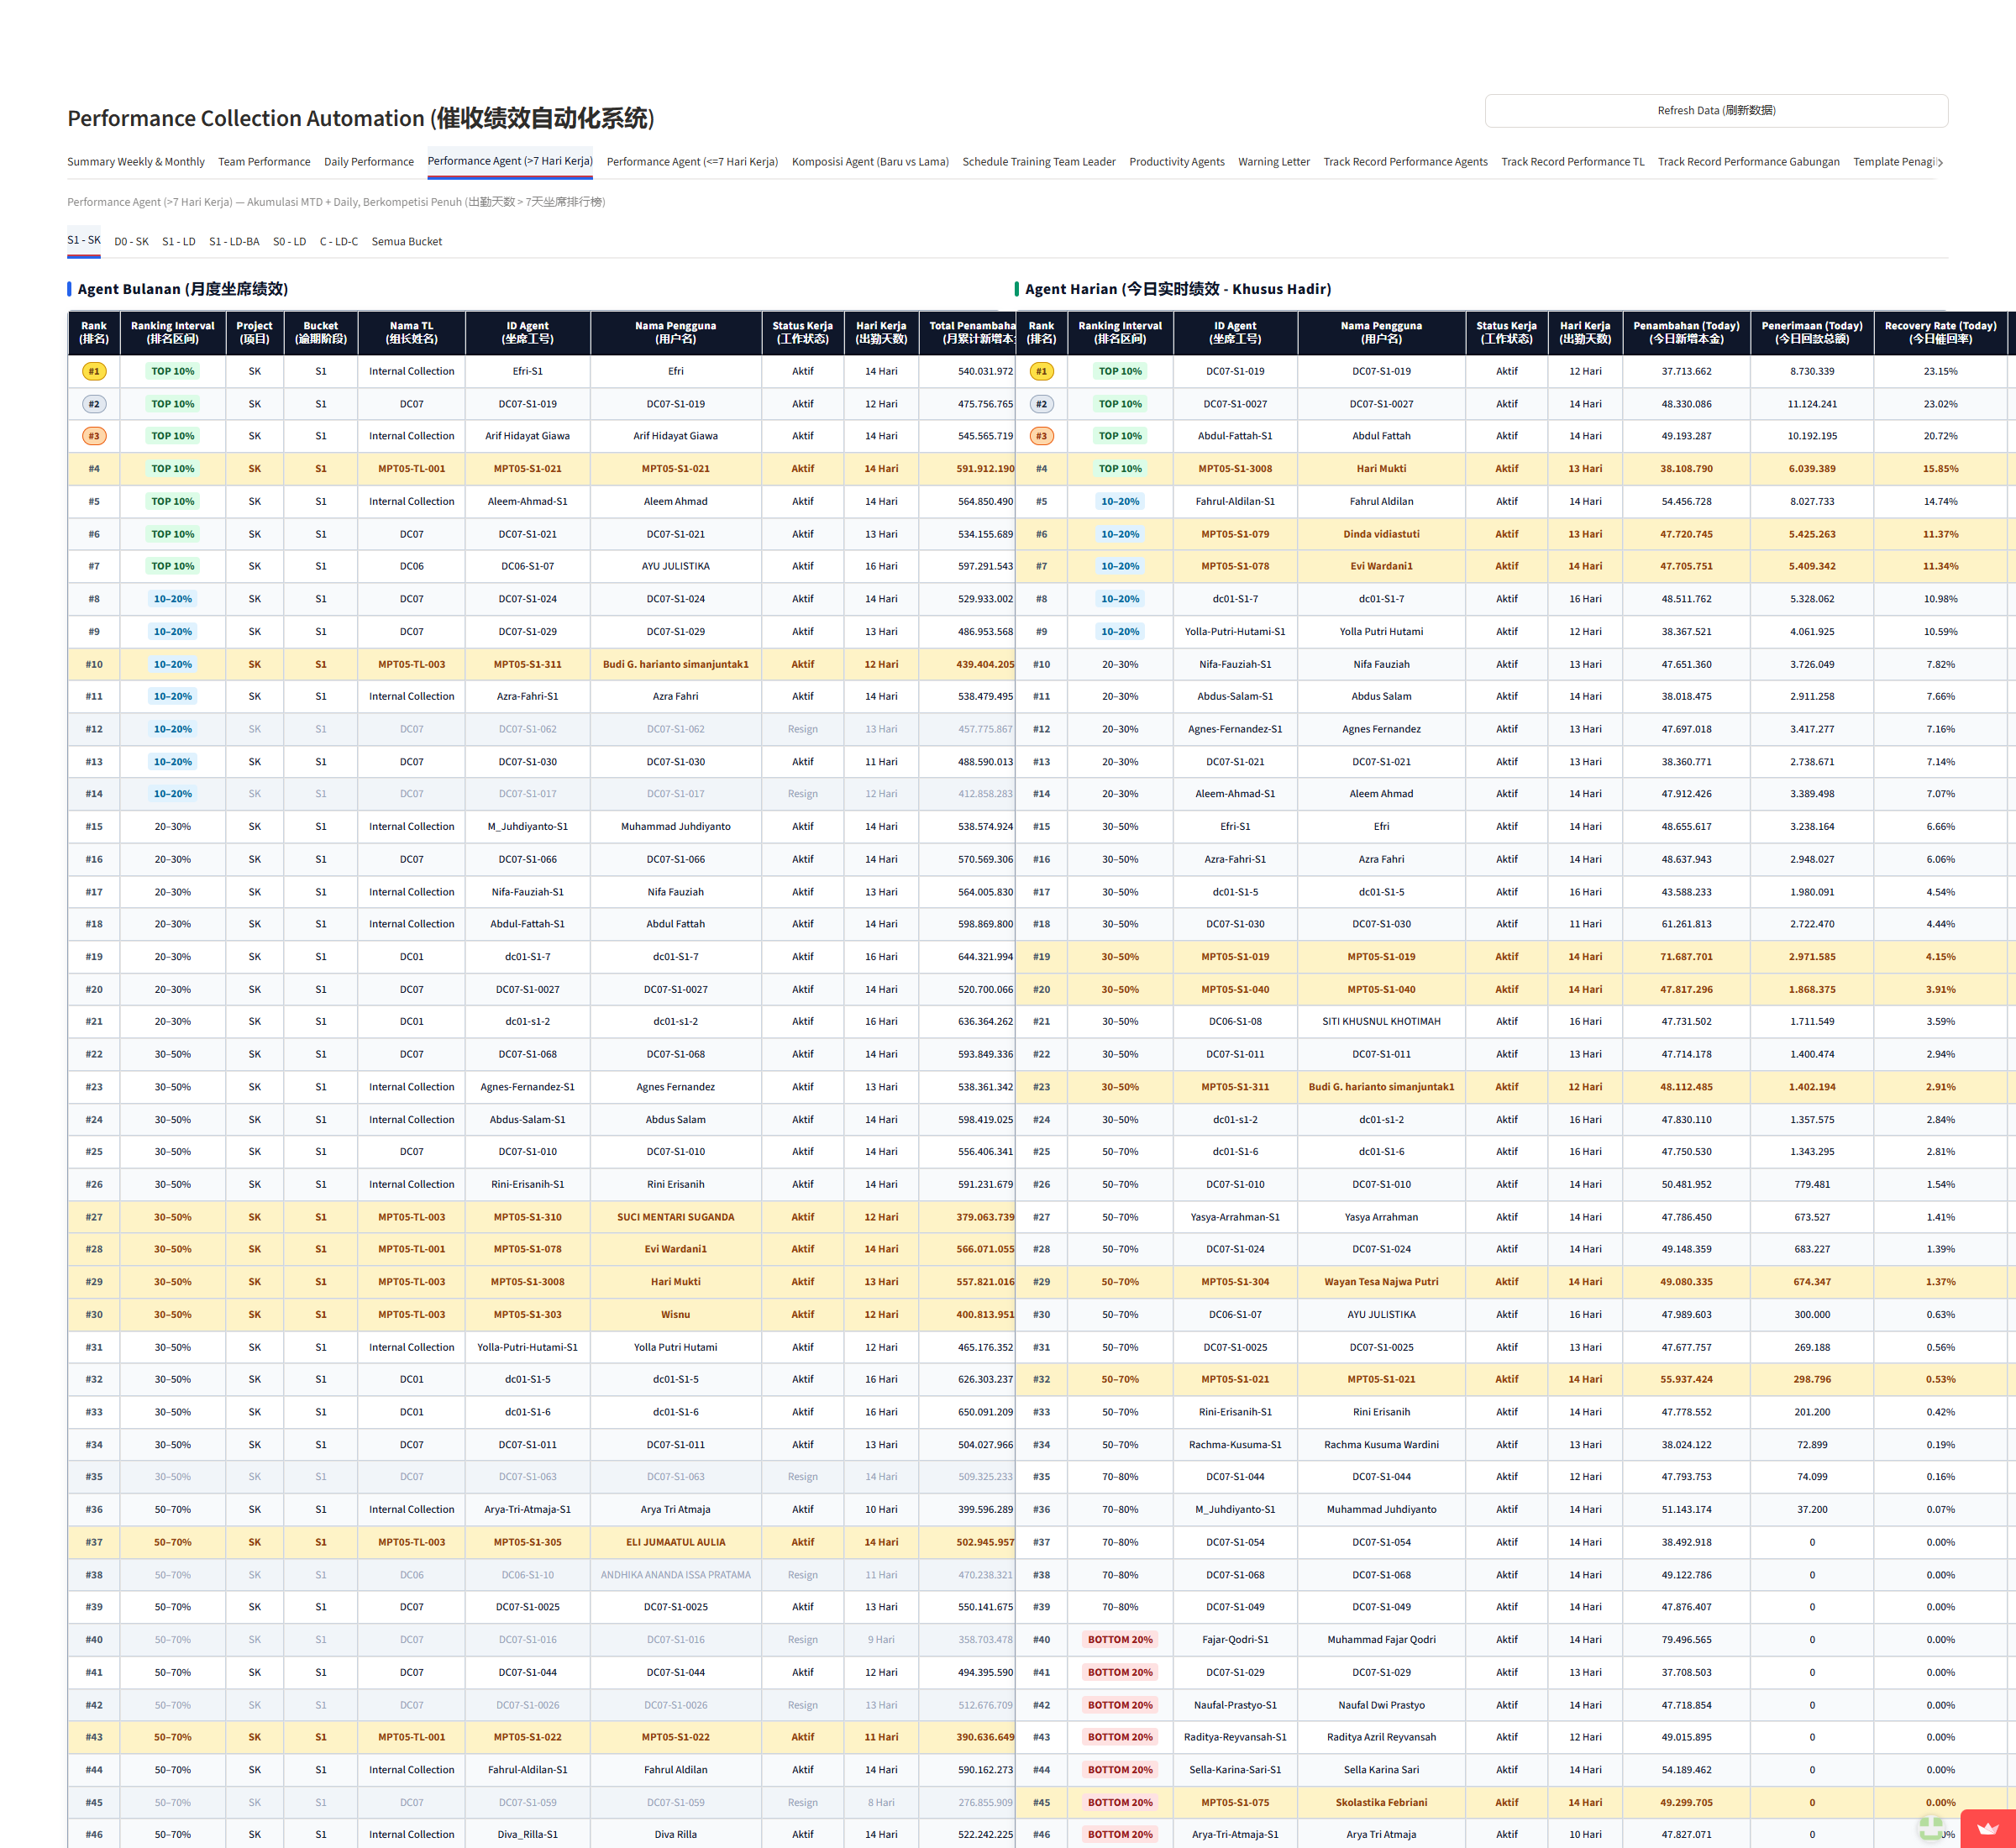 Performance Collection Automation (催收绩效自动化系统)
Refresh Data (刷新数据)
Summary Weekly & Monthly Team Performance Daily Performance Performance Agent (>7 Hari Kerja) Performance Agent (<=7 Hari Kerja) Komposisi Agent (Baru vs Lama) Schedule Training Team Leader Productivity Agents Warning Letter Track Record Performance Agents Track Record Performance TL Track Record Performance Gabungan Template Penagi
Performance Agent (>7 Hari Kerja) — Akumulasi MTD + Daily, Berkompetisi Penuh (出勤天数 > 7天坐席排行榜)
S1 - SK D0 - SK S1 - LD S1 - LD-BA S0 - LD C - LD-C Semua Bucket
Agent Bulanan (月度坐席绩效)
Rank Ranking Interval Project Bucket Nama TL ID Agent Nama Pengguna Status Kerja Hari Kerja Total Penambaha
(排名) (排名区间) (项目) (逾期阶段) (组长姓名) (坐席工号) (用户名) (工作状态) (出勤天数) (月累计新增本
#1 TOP 10% SK S1 Internal Collection Efri-S1 Efri Aktif 14 Hari 540.031.972
#2 TOP 10% SK S1 DC07 DC07-S1-019 DC07-S1-019 Aktif 12 Hari 475.756.765
#3 TOP 10% SK S1 Internal Collection Arif Hidayat Giawa Arif Hidayat Giawa Aktif 14 Hari 545.565.719
#4 TOP 10% SK S1 MPT05-TL-001 MPT05-S1-021 MPT05-S1-021 Aktif 14 Hari 591.912.190
#5 TOP 10% SK S1 Internal Collection Aleem-Ahmad-S1 Aleem Ahmad Aktif 14 Hari 564.850.490
#6 TOP 10% SK S1 DC07 DC07-S1-021 DC07-S1-021 Aktif 13 Hari 534.155.689
#7 TOP 10% SK S1 DC06 DC06-S1-07 AYU JULISTIKA Aktif 16 Hari 597.291.543
#8 10–20% SK S1 DC07 DC07-S1-024 DC07-S1-024 Aktif 14 Hari 529.933.002
#9 10–20% SK S1 DC07 DC07-S1-029 DC07-S1-029 Aktif 13 Hari 486.953.568
#10 10–20% SK S1 MPT05-TL-003 MPT05-S1-311 Budi G. harianto simanjuntak1 Aktif 12 Hari 439.404.205
#11 10–20% SK S1 Internal Collection Azra-Fahri-S1 Azra Fahri Aktif 14 Hari 538.479.495
#12 10–20% SK S1 DC07 DC07-S1-062 DC07-S1-062 Resign 13 Hari 457.775.867
#13 10–20% SK S1 DC07 DC07-S1-030 DC07-S1-030 Aktif 11 Hari 488.590.013
#14 10–20% SK S1 DC07 DC07-S1-017 DC07-S1-017 Resign 12 Hari 412.858.283
#15 20–30% SK S1 Internal Collection M_Juhdiyanto-S1 Muhammad Juhdiyanto Aktif 14 Hari 538.574.924
#16 20–30% SK S1 DC07 DC07-S1-066 DC07-S1-066 Aktif 14 Hari 570.569.306
#17 20–30% SK S1 Internal Collection Nifa-Fauziah-S1 Nifa Fauziah Aktif 13 Hari 564.005.830
#18 20–30% SK S1 Internal Collection Abdul-Fattah-S1 Abdul Fattah Aktif 14 Hari 598.869.800
#19 20–30% SK S1 DC01 dc01-S1-7 dc01-S1-7 Aktif 16 Hari 644.321.994
#20 20–30% SK S1 DC07 DC07-S1-0027 DC07-S1-0027 Aktif 14 Hari 520.700.066
#21 20–30% SK S1 DC01 dc01-s1-2 dc01-s1-2 Aktif 16 Hari 636.364.262
#22 30–50% SK S1 DC07 DC07-S1-068 DC07-S1-068 Aktif 14 Hari 593.849.336
#23 30–50% SK S1 Internal Collection Agnes-Fernandez-S1 Agnes Fernandez Aktif 13 Hari 538.361.342
#24 30–50% SK S1 Internal Collection Abdus-Salam-S1 Abdus Salam Aktif 14 Hari 598.419.025
#25 30–50% SK S1 DC07 DC07-S1-010 DC07-S1-010 Aktif 14 Hari 556.406.341
#26 30–50% SK S1 Internal Collection Rini-Erisanih-S1 Rini Erisanih Aktif 14 Hari 591.231.679
#27 30–50% SK S1 MPT05-TL-003 MPT05-S1-310 SUCI MENTARI SUGANDA Aktif 12 Hari 379.063.739
#28 30–50% SK S1 MPT05-TL-001 MPT05-S1-078 Evi Wardani1 Aktif 14 Hari 566.071.055
#29 30–50% SK S1 MPT05-TL-003 MPT05-S1-3008 Hari Mukti Aktif 13 Hari 557.821.016
#30 30–50% SK S1 MPT05-TL-003 MPT05-S1-303 Wisnu Aktif 12 Hari 400.813.951
#31 30–50% SK S1 Internal Collection Yolla-Putri-Hutami-S1 Yolla Putri Hutami Aktif 12 Hari 465.176.352
#32 30–50% SK S1 DC01 dc01-S1-5 dc01-S1-5 Aktif 16 Hari 626.303.237
#33 30–50% SK S1 DC01 dc01-S1-6 dc01-S1-6 Aktif 16 Hari 650.091.209
#34 30–50% SK S1 DC07 DC07-S1-011 DC07-S1-011 Aktif 13 Hari 504.027.966
#35 30–50% SK S1 DC07 DC07-S1-063 DC07-S1-063 Resign 14 Hari 509.325.233
#36 50–70% SK S1 Internal Collection Arya-Tri-Atmaja-S1 Arya Tri Atmaja Aktif 10 Hari 399.596.289
#37 50–70% SK S1 MPT05-TL-003 MPT05-S1-305 ELI JUMAATUL AULIA Aktif 14 Hari 502.945.957
#38 50–70% SK S1 DC06 DC06-S1-10 ANDHIKA ANANDA ISSA PRATAMA Resign 11 Hari 470.238.321
#39 50–70% SK S1 DC07 DC07-S1-0025 DC07-S1-0025 Aktif 13 Hari 550.141.675
#40 50–70% SK S1 DC07 DC07-S1-016 DC07-S1-016 Resign 9 Hari 358.703.478
#41 50–70% SK S1 DC07 DC07-S1-044 DC07-S1-044 Aktif 12 Hari 494.395.590
#42 50–70% SK S1 DC07 DC07-S1-0026 DC07-S1-0026 Resign 13 Hari 512.676.709
#43 50–70% SK S1 MPT05-TL-001 MPT05-S1-022 MPT05-S1-022 Aktif 11 Hari 390.636.649
#44 50–70% SK S1 Internal Collection Fahrul-Aldilan-S1 Fahrul Aldilan Aktif 14 Hari 590.162.273
#45 50–70% SK S1 DC07 DC07-S1-059 DC07-S1-059 Resign 8 Hari 276.855.909
#46 50–70% SK S1 Internal Collection Diva_Rilla-S1 Diva Rilla Aktif 14 Hari 522.242.225
Agent Harian (今日实时绩效 - Khusus Hadir)
Rank Ranking Interval ID Agent Nama Pengguna Status Kerja Hari Kerja Penambahan (Today) Penerimaan (Today) Recovery Rate (Today)
(排名) (排名区间) (坐席工号) (用户名) (工作状态) (出勤天数) (今日新增本金) (今日回款总额) (今日催回率)
#1 TOP 10% DC07-S1-019 DC07-S1-019 Aktif 12 Hari 37.713.662 8.730.339 23.15%
#2 TOP 10% DC07-S1-0027 DC07-S1-0027 Aktif 14 Hari 48.330.086 11.124.241 23.02%
#3 TOP 10% Abdul-Fattah-S1 Abdul Fattah Aktif 14 Hari 49.193.287 10.192.195 20.72%
#4 TOP 10% MPT05-S1-3008 Hari Mukti Aktif 13 Hari 38.108.790 6.039.389 15.85%
#5 10–20% Fahrul-Aldilan-S1 Fahrul Aldilan Aktif 14 Hari 54.456.728 8.027.733 14.74%
#6 10–20% MPT05-S1-079 Dinda vidiastuti Aktif 13 Hari 47.720.745 5.425.263 11.37%
#7 10–20% MPT05-S1-078 Evi Wardani1 Aktif 14 Hari 47.705.751 5.409.342 11.34%
#8 10–20% dc01-S1-7 dc01-S1-7 Aktif 16 Hari 48.511.762 5.328.062 10.98%
#9 10–20% Yolla-Putri-Hutami-S1 Yolla Putri Hutami Aktif 12 Hari 38.367.521 4.061.925 10.59%
#10 20–30% Nifa-Fauziah-S1 Nifa Fauziah Aktif 13 Hari 47.651.360 3.726.049 7.82%
#11 20–30% Abdus-Salam-S1 Abdus Salam Aktif 14 Hari 38.018.475 2.911.258 7.66%
#12 20–30% Agnes-Fernandez-S1 Agnes Fernandez Aktif 13 Hari 47.697.018 3.417.277 7.16%
#13 20–30% DC07-S1-021 DC07-S1-021 Aktif 13 Hari 38.360.771 2.738.671 7.14%
#14 20–30% Aleem-Ahmad-S1 Aleem Ahmad Aktif 14 Hari 47.912.426 3.389.498 7.07%
#15 30–50% Efri-S1 Efri Aktif 14 Hari 48.655.617 3.238.164 6.66%
#16 30–50% Azra-Fahri-S1 Azra Fahri Aktif 14 Hari 48.637.943 2.948.027 6.06%
#17 30–50% dc01-S1-5 dc01-S1-5 Aktif 16 Hari 43.588.233 1.980.091 4.54%
#18 30–50% DC07-S1-030 DC07-S1-030 Aktif 11 Hari 61.261.813 2.722.470 4.44%
#19 30–50% MPT05-S1-019 MPT05-S1-019 Aktif 14 Hari 71.687.701 2.971.585 4.15%
#20 30–50% MPT05-S1-040 MPT05-S1-040 Aktif 14 Hari 47.817.296 1.868.375 3.91%
#21 30–50% DC06-S1-08 SITI KHUSNUL KHOTIMAH Aktif 16 Hari 47.731.502 1.711.549 3.59%
#22 30–50% DC07-S1-011 DC07-S1-011 Aktif 13 Hari 47.714.178 1.400.474 2.94%
#23 30–50% MPT05-S1-311 Budi G. harianto simanjuntak1 Aktif 12 Hari 48.112.485 1.402.194 2.91%
#24 30–50% dc01-s1-2 dc01-s1-2 Aktif 16 Hari 47.830.110 1.357.575 2.84%
#25 50–70% dc01-S1-6 dc01-S1-6 Aktif 16 Hari 47.750.530 1.343.295 2.81%
#26 50–70% DC07-S1-010 DC07-S1-010 Aktif 14 Hari 50.481.952 779.481 1.54%
#27 50–70% Yasya-Arrahman-S1 Yasya Arrahman Aktif 14 Hari 47.786.450 673.527 1.41%
#28 50–70% DC07-S1-024 DC07-S1-024 Aktif 14 Hari 49.148.359 683.227 1.39%
#29 50–70% MPT05-S1-304 Wayan Tesa Najwa Putri Aktif 14 Hari 49.080.335 674.347 1.37%
#30 50–70% DC06-S1-07 AYU JULISTIKA Aktif 16 Hari 47.989.603 300.000 0.63%
#31 50–70% DC07-S1-0025 DC07-S1-0025 Aktif 13 Hari 47.677.757 269.188 0.56%
#32 50–70% MPT05-S1-021 MPT05-S1-021 Aktif 14 Hari 55.937.424 298.796 0.53%
#33 50–70% Rini-Erisanih-S1 Rini Erisanih Aktif 14 Hari 47.778.552 201.200 0.42%
#34 50–70% Rachma-Kusuma-S1 Rachma Kusuma Wardini Aktif 13 Hari 38.024.122 72.899 0.19%
#35 70–80% DC07-S1-044 DC07-S1-044 Aktif 12 Hari 47.793.753 74.099 0.16%
#36 70–80% M_Juhdiyanto-S1 Muhammad Juhdiyanto Aktif 14 Hari 51.143.174 37.200 0.07%
#37 70–80% DC07-S1-054 DC07-S1-054 Aktif 14 Hari 38.492.918 0 0.00%
#38 70–80% DC07-S1-068 DC07-S1-068 Aktif 14 Hari 49.122.786 0 0.00%
#39 70–80% DC07-S1-049 DC07-S1-049 Aktif 14 Hari 47.876.407 0 0.00%
#40 BOTTOM 20% Fajar-Qodri-S1 Muhammad Fajar Qodri Aktif 14 Hari 79.496.565 0 0.00%
#41 BOTTOM 20% DC07-S1-029 DC07-S1-029 Aktif 13 Hari 37.708.503 0 0.00%
#42 BOTTOM 20% Naufal-Prastyo-S1 Naufal Dwi Prastyo Aktif 14 Hari 47.718.854 0 0.00%
#43 BOTTOM 20% Raditya-Reyvansah-S1 Raditya Azril Reyvansah Aktif 12 Hari 49.015.895 0 0.00%
#44 BOTTOM 20% Sella-Karina-Sari-S1 Sella Karina Sari Aktif 14 Hari 54.189.462 0 0.00%
#45 BOTTOM 20% MPT05-S1-075 Skolastika Febriani Aktif 14 Hari 49.299.705 0 0.00%
#46 BOTTOM 20% Arya-Tri-Atmaja-S1 Arya Tri Atmaja Aktif 10 Hari 47.827.071 0